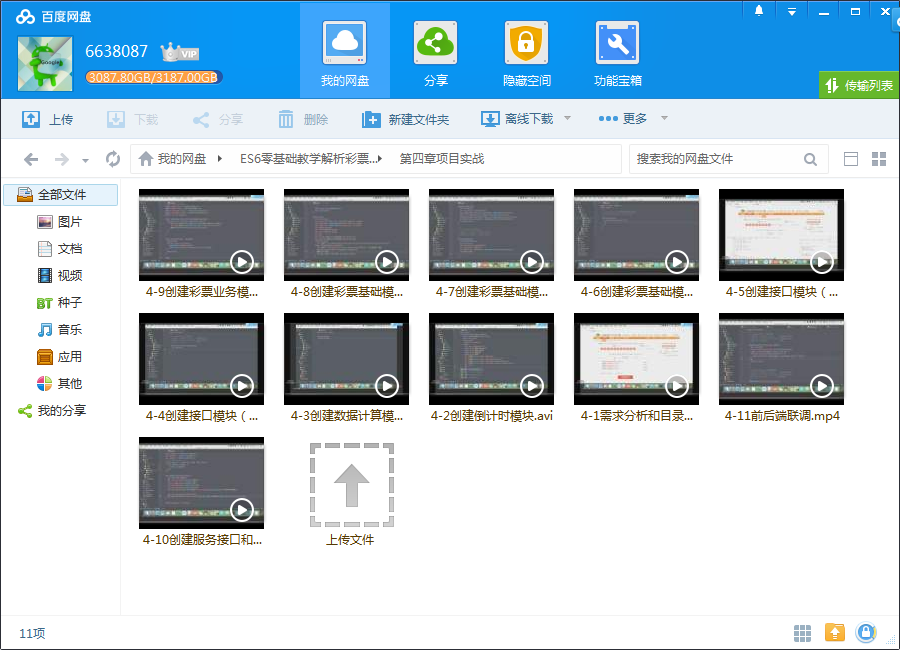 百度网盘
6638087 VIP
3087.80GB/3187.00GB
我的网盘 分享 隐藏空间 功能宝箱
传输列表
上传 下载 分享 删除 新建文件夹 离线下载 更多
我的网盘 ES6零基础教学解析彩票... 第四章项目实战 搜索我的网盘文件
全部文件
图片
文档
视频
BT 种子
音乐
应用
其他
我的分享
4-9创建彩票业务模... 4-8创建彩票基础模... 4-7创建彩票基础模... 4-6创建彩票基础模... 4-5创建接口模块（...
4-4创建接口模块（... 4-3创建数据计算模... 4-2创建倒计时模块.avi 4-1需求分析和目录... 4-11前后端联调.mp4
4-10创建服务接口和... 上传文件
11项